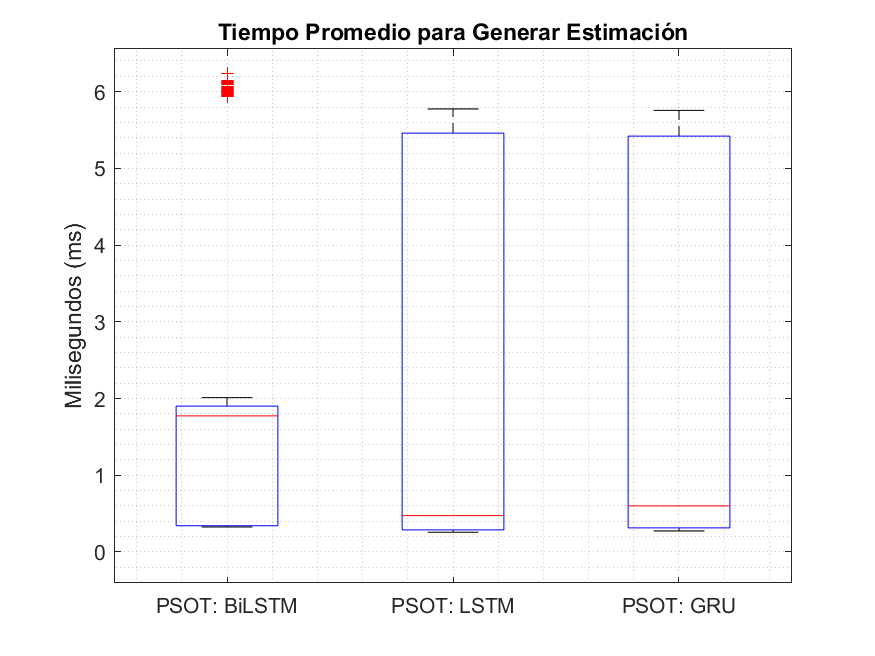 Tiempo Promedio para Generar Estimación
Milisegundos (ms)
6
5
4
3
2
1
0
PSOT: BiLSTM PSOT: LSTM PSOT: GRU